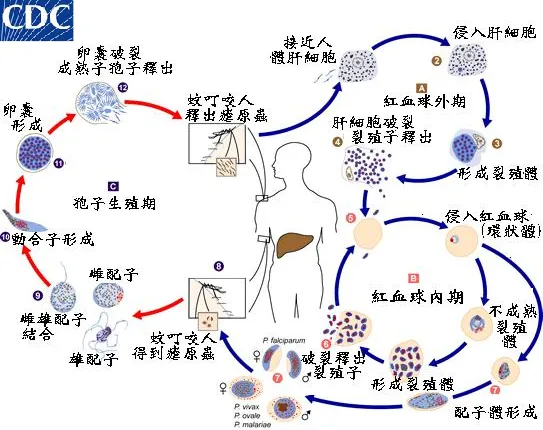 CDC
卵囊破裂
成熟子孢子釋出
12
蚊叮咬人
釋出瘧原蟲
1
接近人
體肝細胞
侵入肝細胞
2
A
紅血球外期
肝細胞破裂
裂殖子釋出
4
3
形成裂殖體
卵囊
形成
11
C
孢子生殖期
10
動合子形成
雌配子
9
雌雄配子
結合
雄配子
8
蚊叮咬人
得到瘧原蟲
5
侵入紅血球
(環狀體)
B
紅血球內期
不成熟
裂殖
體
6
破裂釋出
裂殖子
形成裂殖體
7
配子體形成
P. falciparum
♀
7
♂
♀
♂
P. vivax
P. ovale
P. malariae